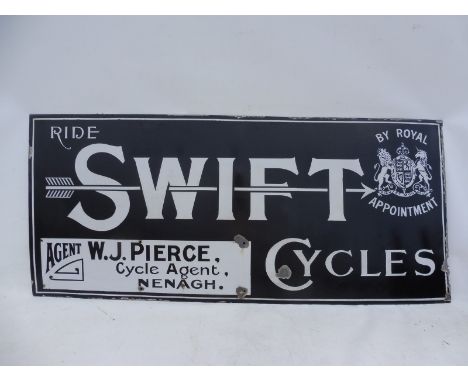 RIDE
SWIFT
BY ROYAL
APPOINTMENT
CYCLES
AGENT
W.J. PIERCE,
Cycle Agent,
NENAGH.